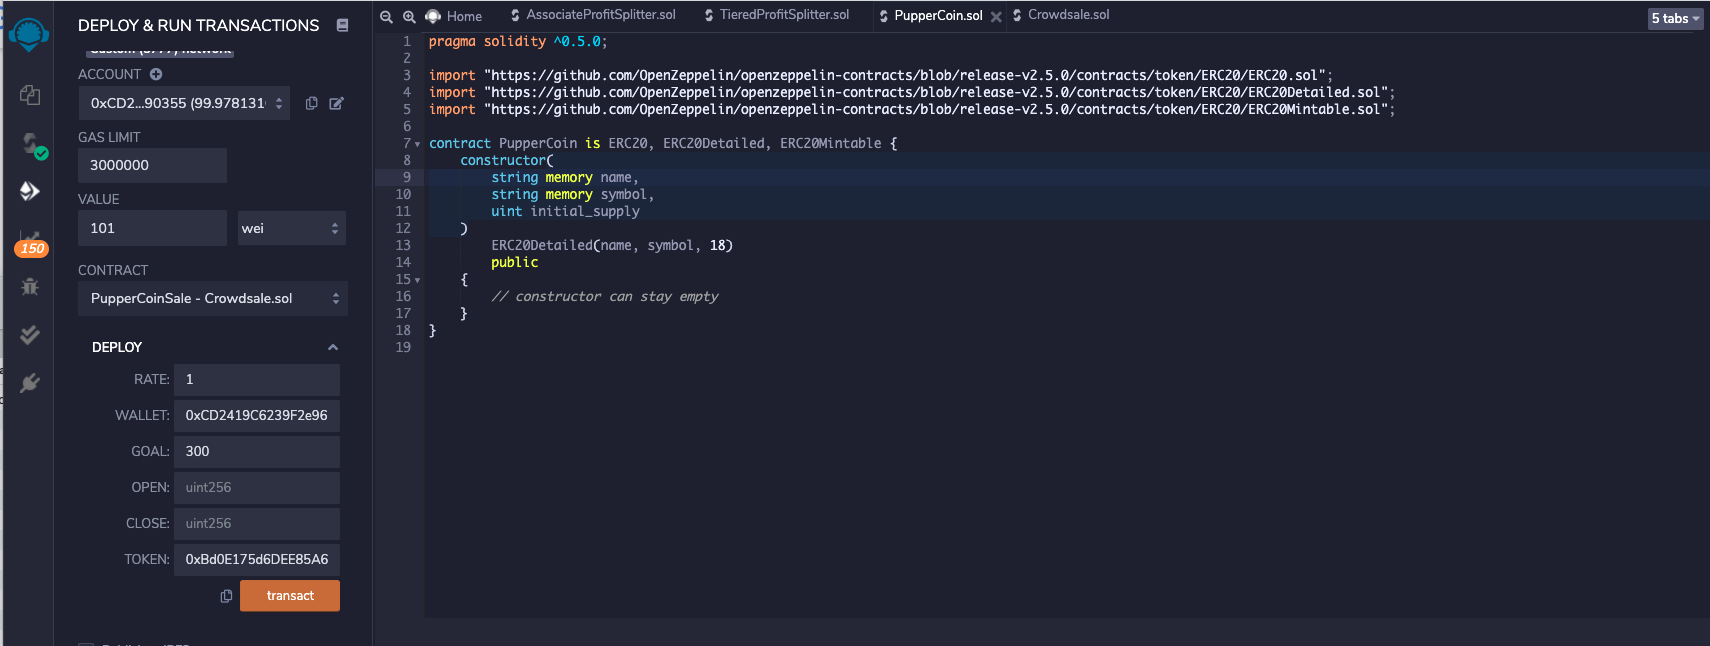 DEPLOY & RUN TRANSACTIONS
Custom (5777) network
ACCOUNT
0xCD2...90355 (99.978131
GAS LIMIT
3000000
VALUE
101
wei
CONTRACT
PupperCoinSale - Crowdsale.sol
DEPLOY
RATE: 1
WALLET: 0xCD2419C6239F2e96
GOAL: 300
OPEN: uint256
CLOSE: uint256
TOKEN: 0xBd0E175d6DEE85A6
transact
150
Home
AssociateProfitSplitter.sol
TieredProfitSplitter.sol
PupperCoin.sol
Crowdsale.sol
5 tabs
1 pragma solidity ^0.5.0;
2
3 import "https://github.com/OpenZeppelin/openzeppelin-contracts/blob/release-v2.5.0/contracts/token/ERC20/ERC20.sol";
4 import "https://github.com/OpenZeppelin/openzeppelin-contracts/blob/release-v2.5.0/contracts/token/ERC20/ERC20Detailed.sol";
5 import "https://github.com/OpenZeppelin/openzeppelin-contracts/blob/release-v2.5.0/contracts/token/ERC20/ERC20Mintable.sol";
6
7 contract PupperCoin is ERC20, ERC20Detailed, ERC20Mintable {
8 constructor(
9 string memory name,
10 string memory symbol,
11 uint initial_supply
12 )
13 ERC20Detailed(name, symbol, 18)
14 public
15 {
16 // constructor can stay empty
17 }
18 }
19